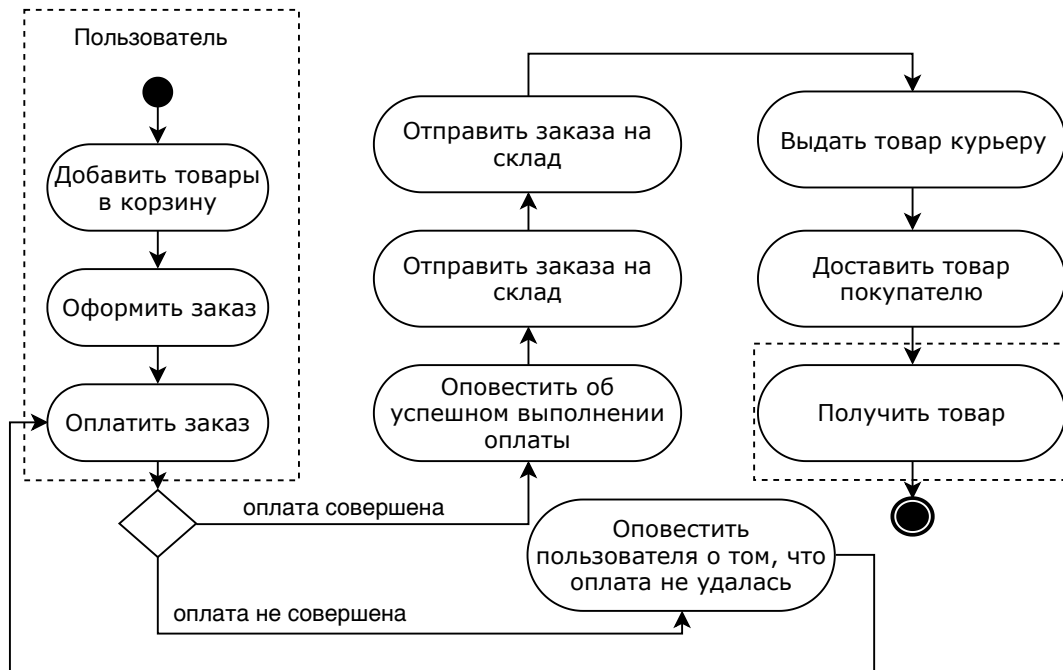 Пользователь
Добавить товары
в корзину
Оформить заказ
Оплатить заказ
оплата совершена
оплата не совершена
Отправить заказа на
склад
Отправить заказа на
склад
Оповестить об
успешном выполнении
оплаты
Оповестить
пользователя о том, что
оплата не удалась
Выдать товар курьеру
Доставить товар
покупателю
Получить товар